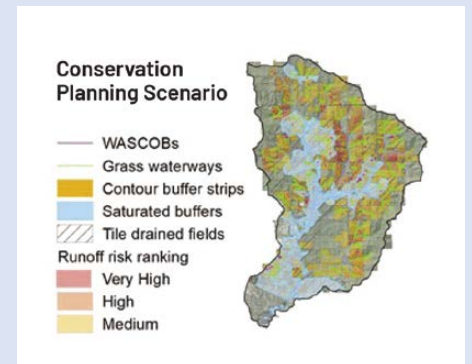 Conservation
Planning Scenario
WASCOBs
Grass waterways
Contour buffer strips
Saturated buffers
Tile drained fields
Runoff risk ranking
Very High
High
Medium